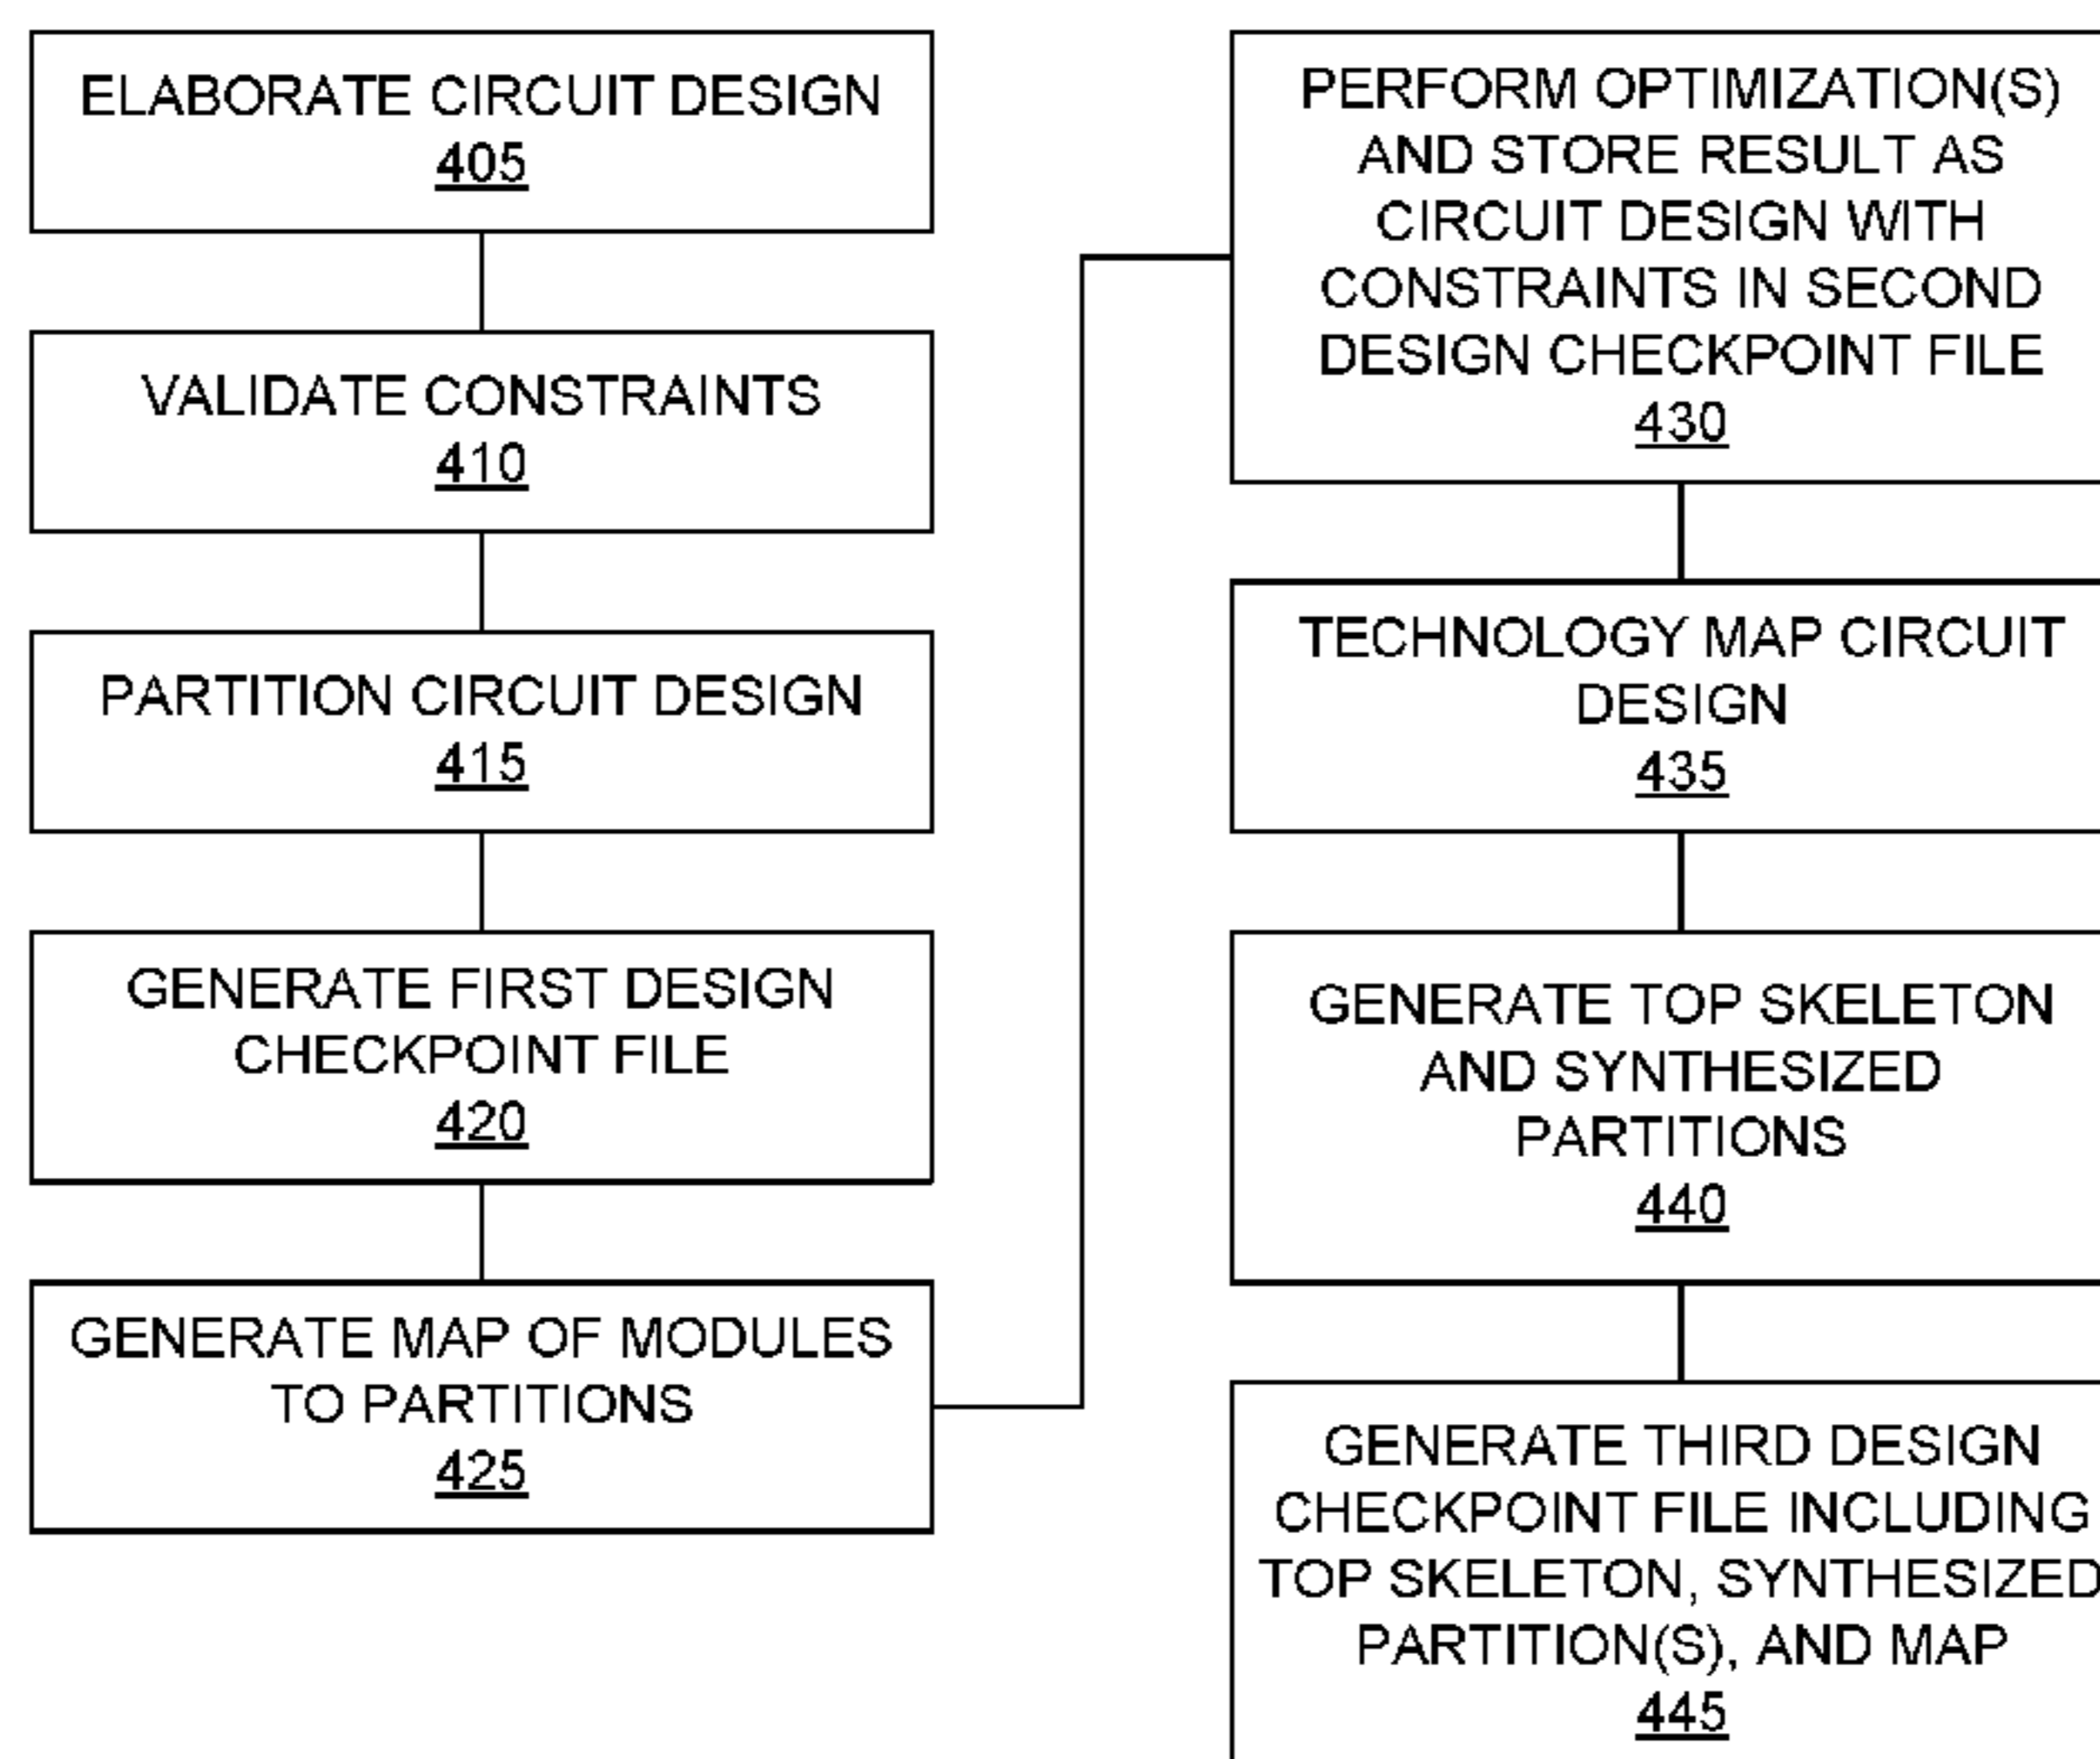 ELABORATE CIRCUIT DESIGN
405
VALIDATE CONSTRAINTS
410
PARTITION CIRCUIT DESIGN
415
GENERATE FIRST DESIGN
CHECKPOINT FILE
420
GENERATE MAP OF MODULES
TO PARTITIONS
425
PERFORM OPTIMIZATION(S)
AND STORE RESULT AS
CIRCUIT DESIGN WITH
CONSTRAINTS IN SECOND
DESIGN CHECKPOINT FILE
430
TECHNOLOGY MAP CIRCUIT
DESIGN
435
GENERATE TOP SKELETON
AND SYNTHESIZED
PARTITIONS
440
GENERATE THIRD DESIGN
CHECKPOINT FILE INCLUDING
TOP SKELETON, SYNTHESIZED
PARTITION(S), AND MAP
445